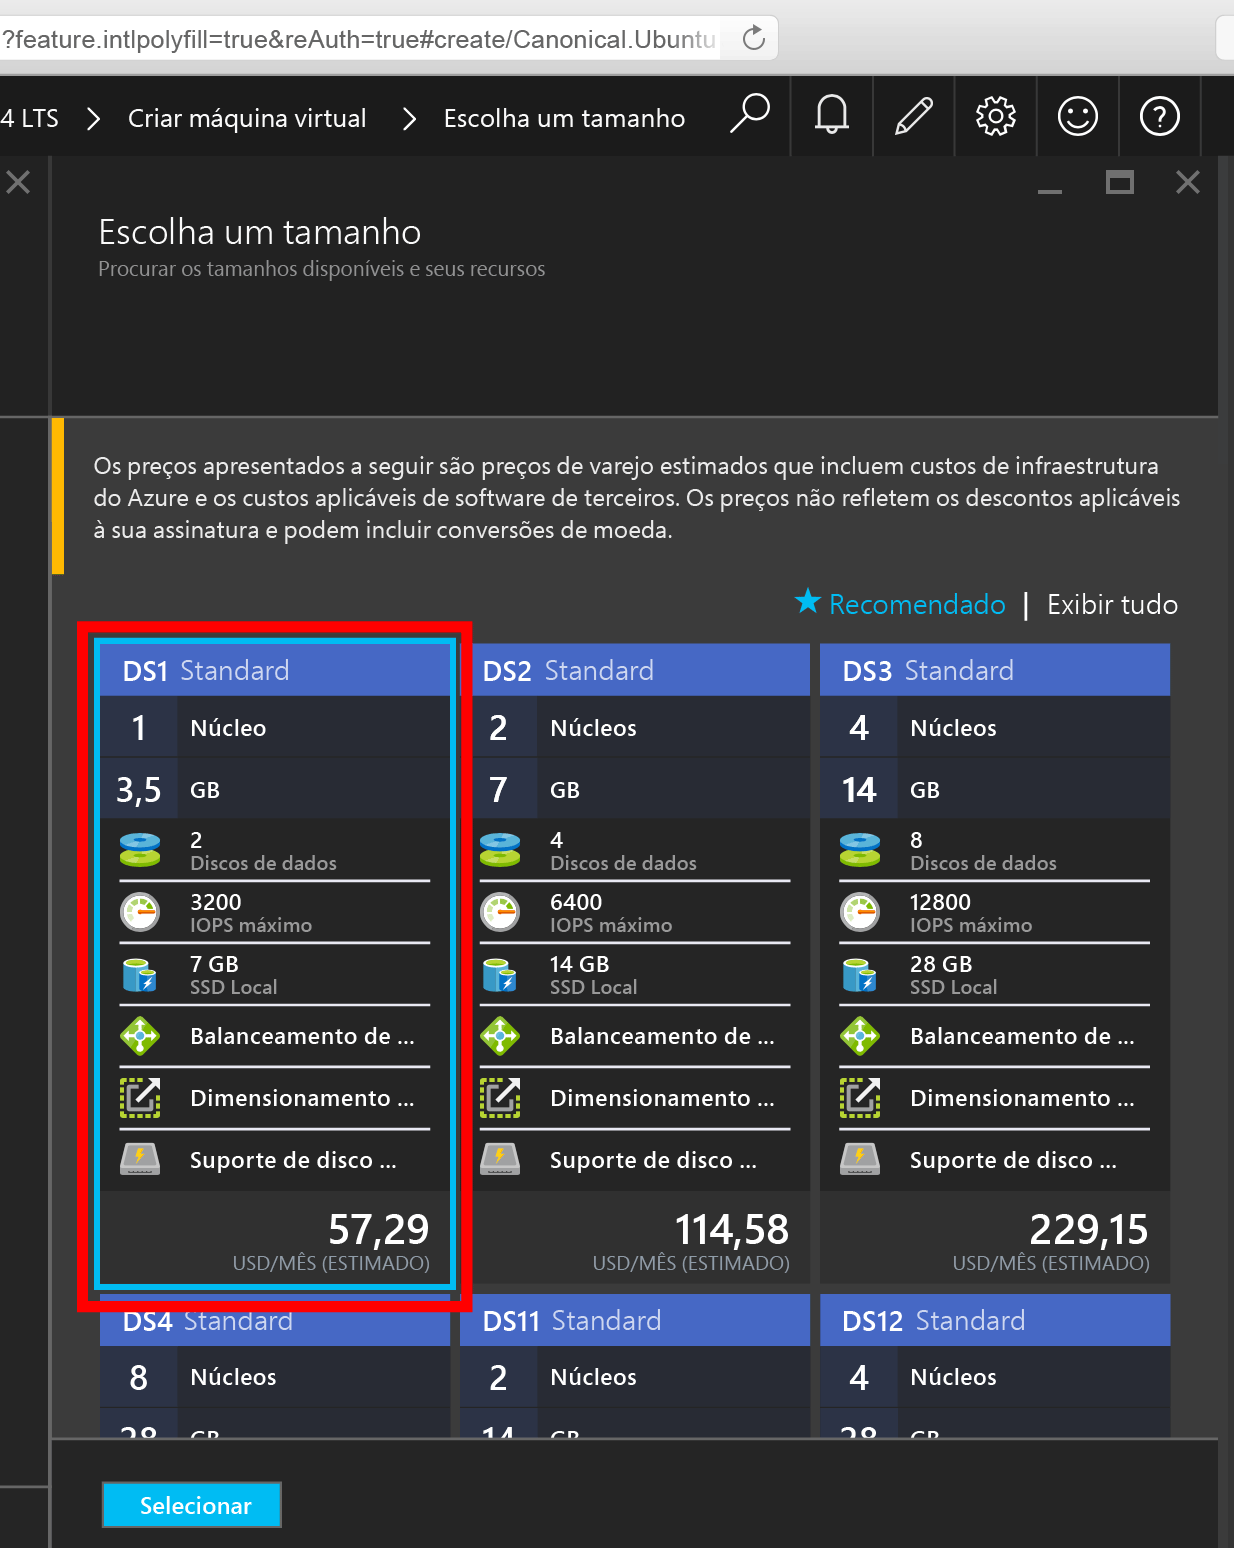 ?feature.intlpolyfill=true&reAuth=true#create/Canonical.Ubuntu
4 LTS > Criar máquina virtual > Escolha um tamanho
Escolha um tamanho
Procurar os tamanhos disponíveis e seus recursos
Os preços apresentados a seguir são preços de varejo estimados que incluem custos de infraestrutura
do Azure e os custos aplicáveis de software de terceiros. Os preços não refletem os descontos aplicáveis
à sua assinatura e podem incluir conversões de moeda.
Recomendado | Exibir tudo
DS1 Standard
1 Núcleo
3,5 GB
2
Discos de dados
3200
IOPS máximo
7 GB
SSD Local
Balanceamento de ...
Dimensionamento ...
Suporte de disco ...
57,29
USD/MÊS (ESTIMADO)
DS2 Standard
2 Núcleos
7 GB
4
Discos de dados
6400
IOPS máximo
14 GB
SSD Local
Balanceamento de ...
Dimensionamento ...
Suporte de disco ...
114,58
USD/MÊS (ESTIMADO)
DS3 Standard
4 Núcleos
14 GB
8
Discos de dados
12800
IOPS máximo
28 GB
SSD Local
Balanceamento de ...
Dimensionamento ...
Suporte de disco ...
229,15
USD/MÊS (ESTIMADO)
DS4 Standard
8 Núcleos
28 GB
DS11 Standard
2 Núcleos
14 GB
DS12 Standard
4 Núcleos
28 GB
Selecionar